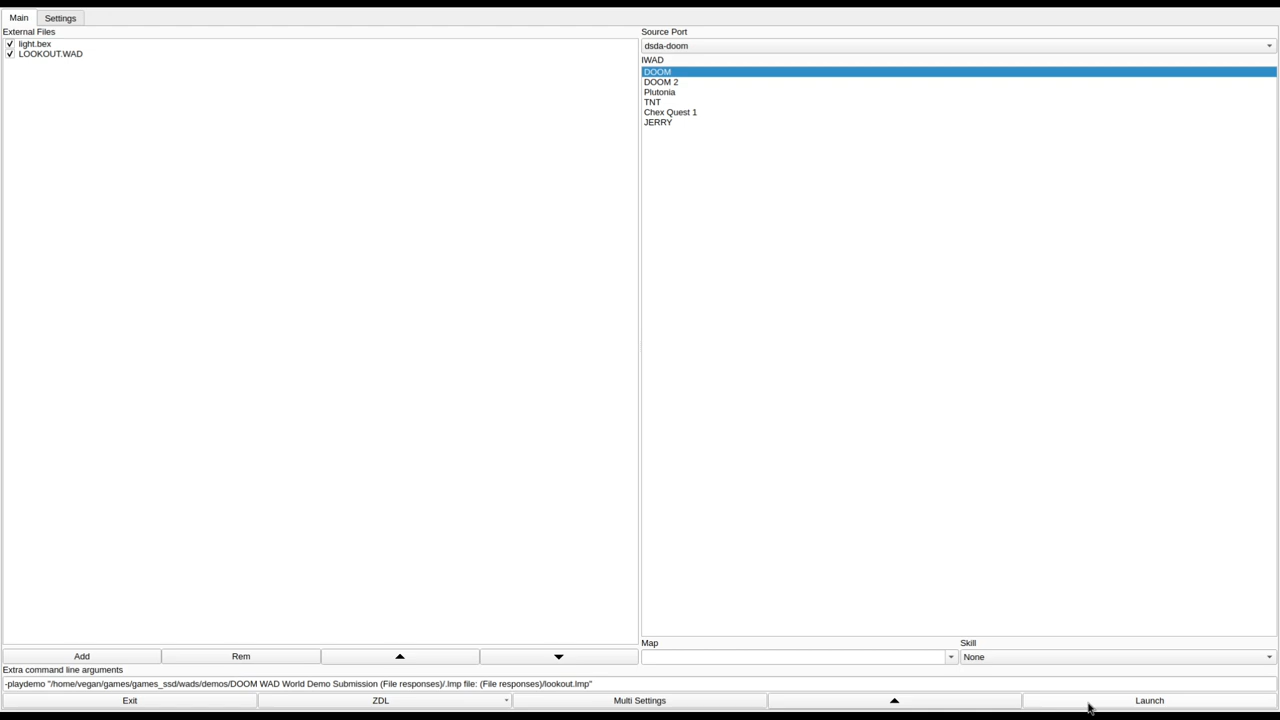 Main
Settings
External Files
light.bex
LOOKOUT.WAD
Source Port
dsda-doom
IWAD
DOOM
DOOM 2
Plutonia
TNT
Chex Quest 1
JERRY
Map
Skill
None
Add
Rem
Extra command line arguments
-playdemo "/home/vegan/games/games_ssd/wads/demos/DOOM WAD World Demo Submission (File responses)/.lmp file: (File responses)/lookout.lmp"
Exit
ZDL
Multi Settings
Launch